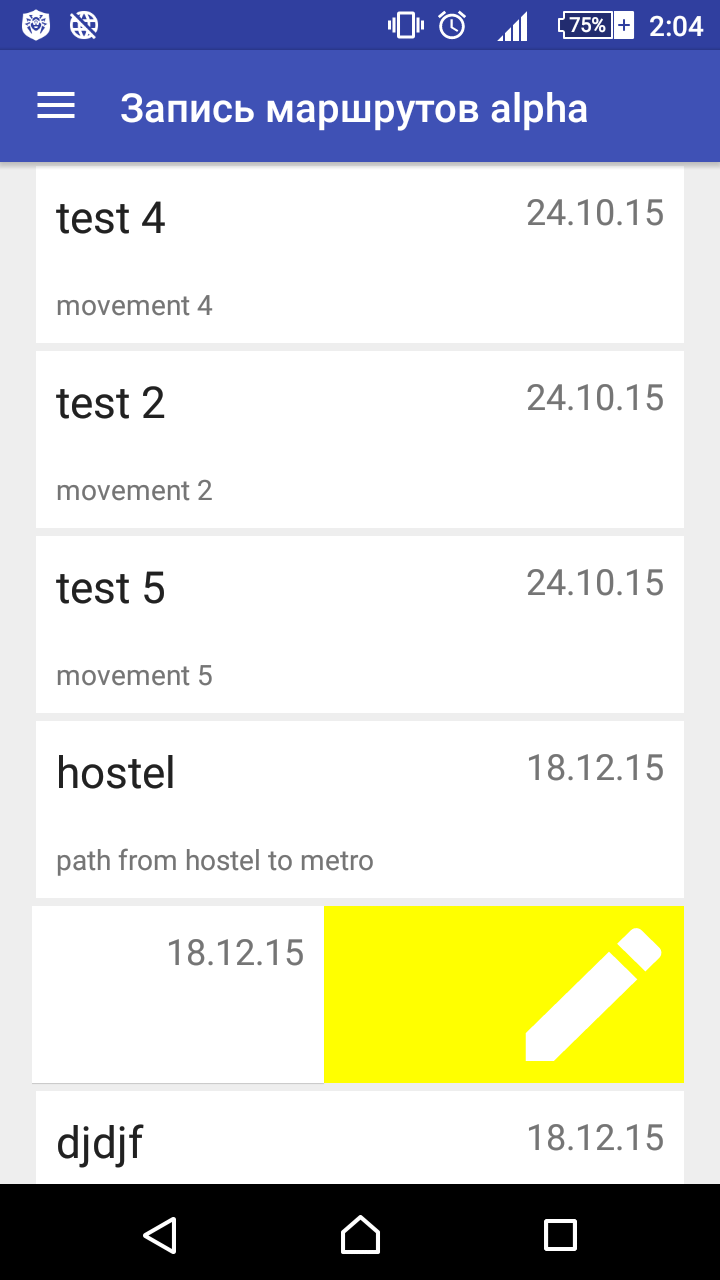 75% 2:04
Запись маршрутов alpha
test 4 24.10.15
movement 4
test 2 24.10.15
movement 2
test 5 24.10.15
movement 5
hostel 18.12.15
path from hostel to metro
18.12.15
djdjf 18.12.15